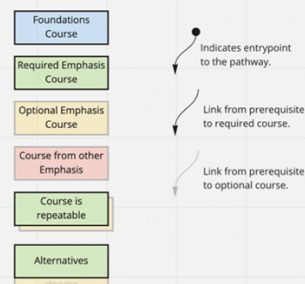 Foundations
Course
Indicates entrypoint
to the pathway.
Required Emphasis
Course
Optional Emphasis
Course
Link from prerequisite
to required course.
Course from other
Emphasis
Link from prerequisite
to optional course.
Course is
repeatable
Alternatives